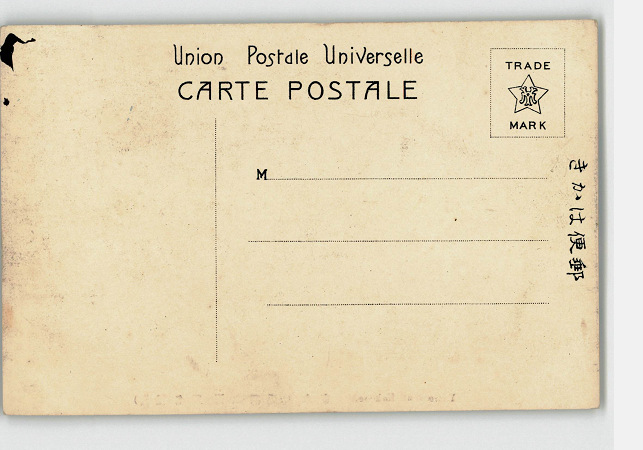 Union Postale Universelle
CARTE POSTALE
TRADE
MARK
M
きかは便郵